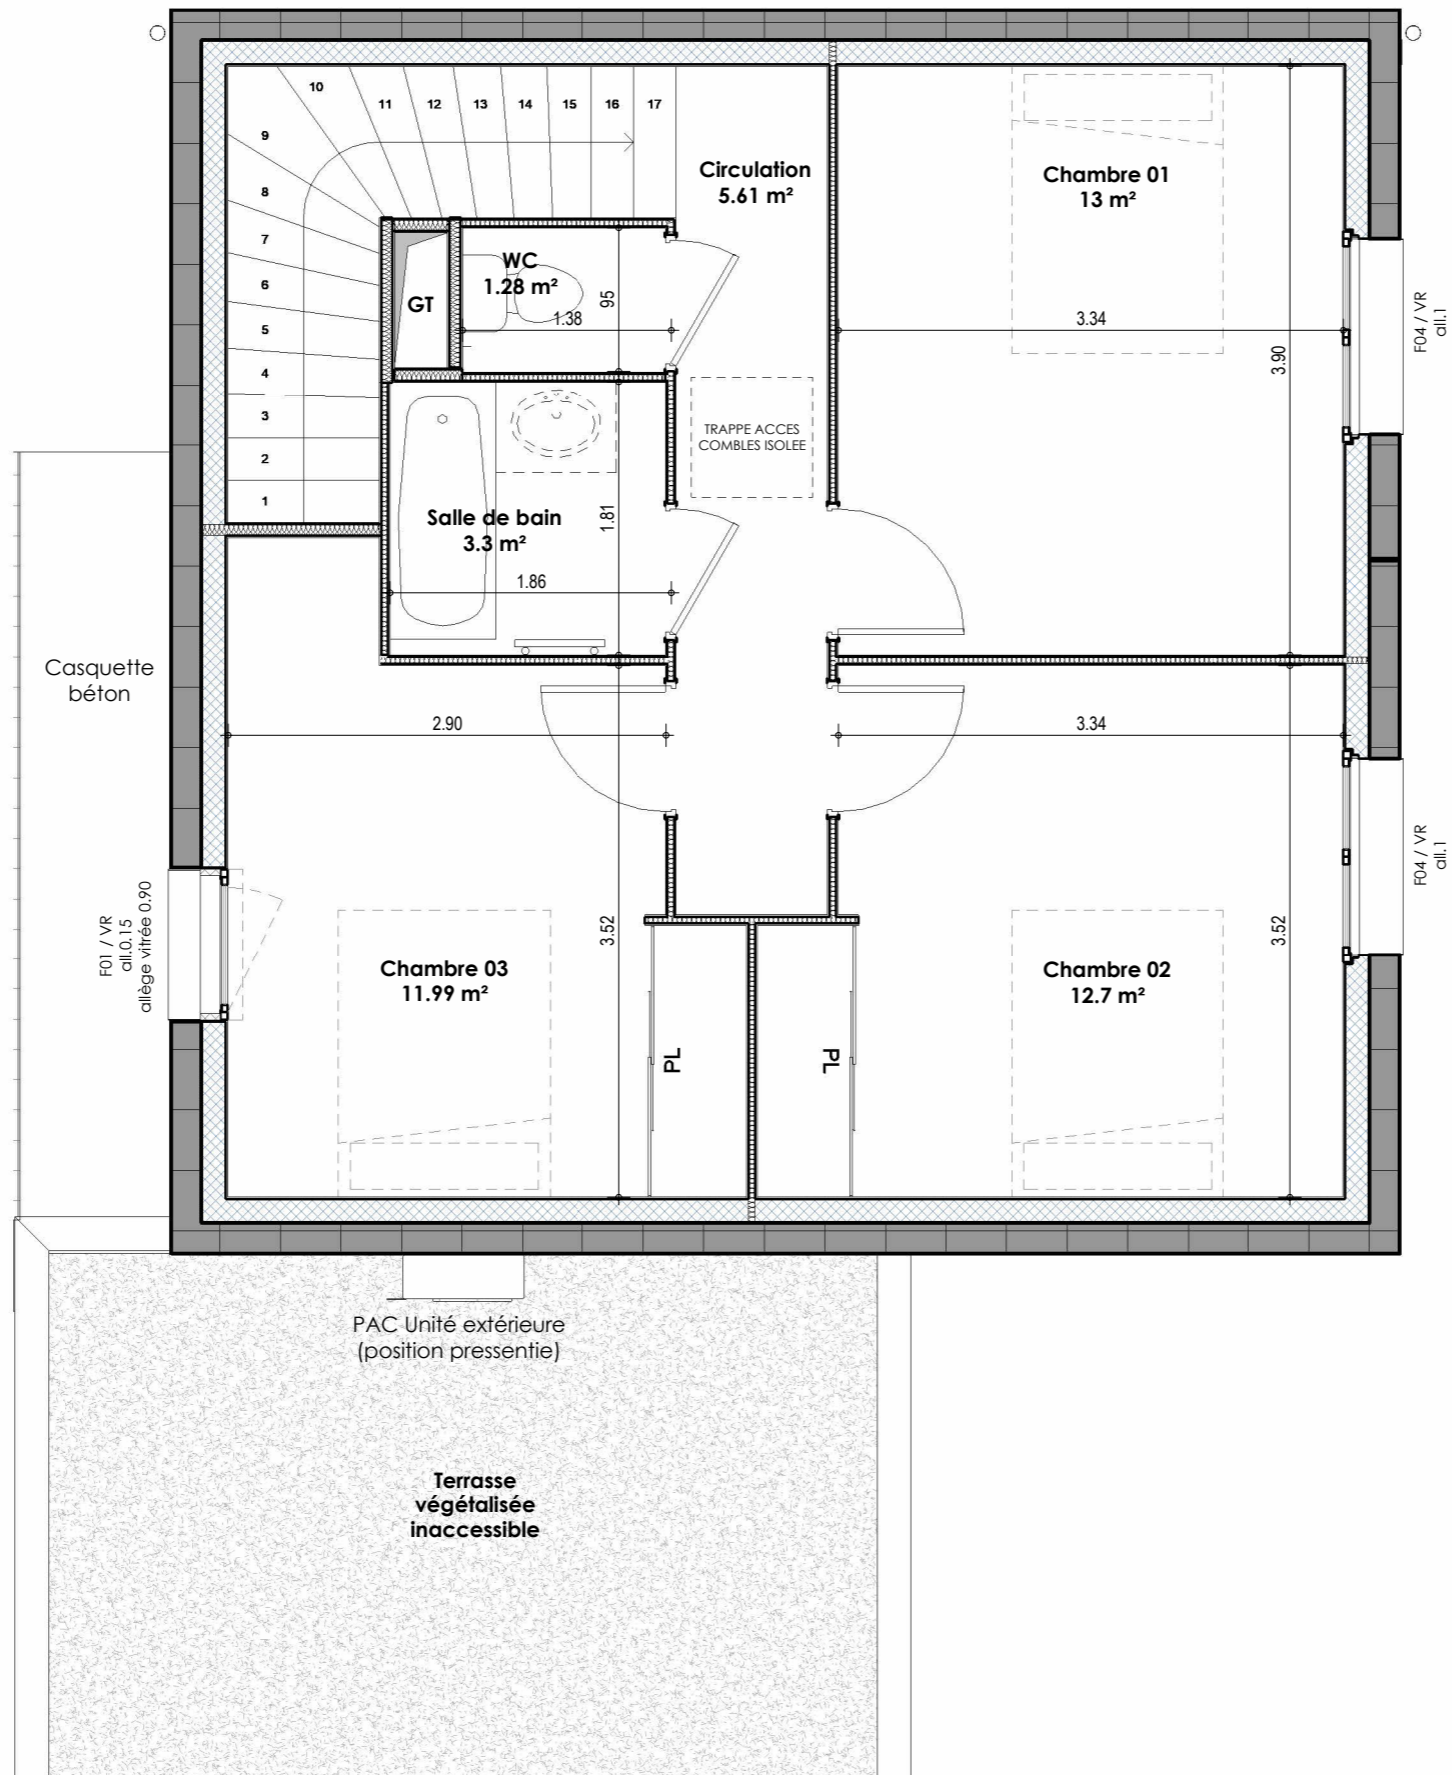 10
11
12
13
14
15
16
17
9
8
7
6
5
4
3
2
1
Circulation
5.61 m²
Chambre 01
13 m²
WC
1.28 m²
95
1.38
GT
3.34
3.90
F04 / VR
all.1
TRAPPE ACCES
COMBLES ISOLEE
Salle de bain
3.3 m²
1.81
1.86
Casquette
béton
2.90
3.34
F01 / VR
all.0.15
allège vitrée 0.90
3.52
Chambre 03
11.99 m²
PL
PL
Chambre 02
12.7 m²
3.52
F04 / VR
all.1
PAC Unité extérieure
(position pressentie)
Terrasse
végétalisée
inaccessible